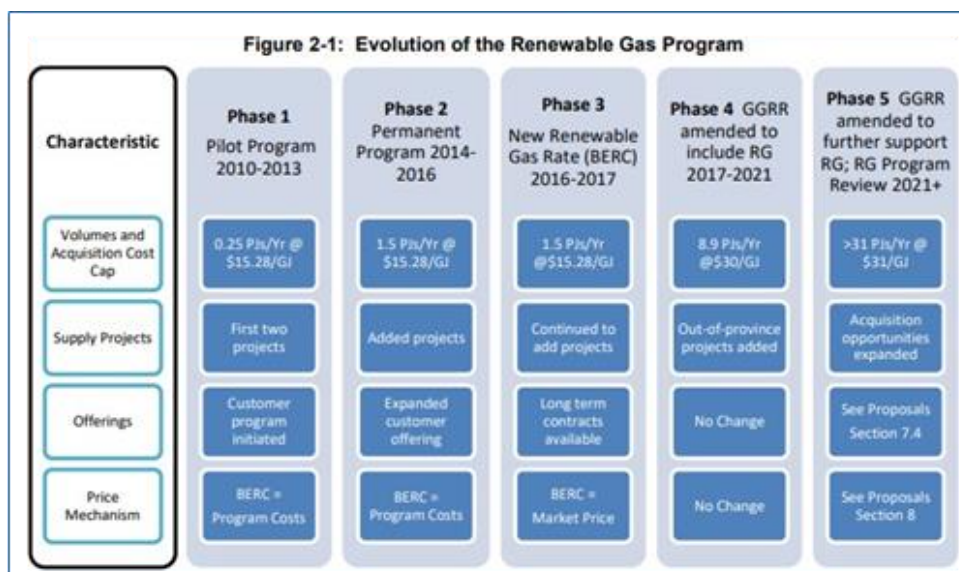 Figure 2-1: Evolution of the Renewable Gas Program
Characteristic
Volumes and
Acquisition Cost
Cap
Supply Projects
Offerings
Price
Mechanism
Phase 1
Pilot Program
2010-2013
0.25 PJs/Yr @
$15.28/GJ
First two
projects
Customer
program
initiated
BERC =
Program Costs
Phase 2
Permanent
Program 2014-
2016
1.5 PJs/Yr @
$15.28/GJ
Added projects
Expanded
customer
offering
BERC =
Program Costs
Phase 3
New Renewable
Gas Rate (BERC)
2016-2017
1.5 PJs/Yr
@$15.28/GJ
Continued to
add projects
Long term
contracts
available
BERC =
Market Price
Phase 4 GGRR
amended to
include RG
2017-2021
8.9 PJs/Yr
@$30/GJ
Out-of-province
projects added
No Change
No Change
Phase 5 GGRR
amended to
further support
RG; RG Program
Review 2021+
>31 PJs/Yr @
$31/GJ
Acquisition
opportunities
expanded
See Proposals
Section 7.4
See Proposals
Section 8